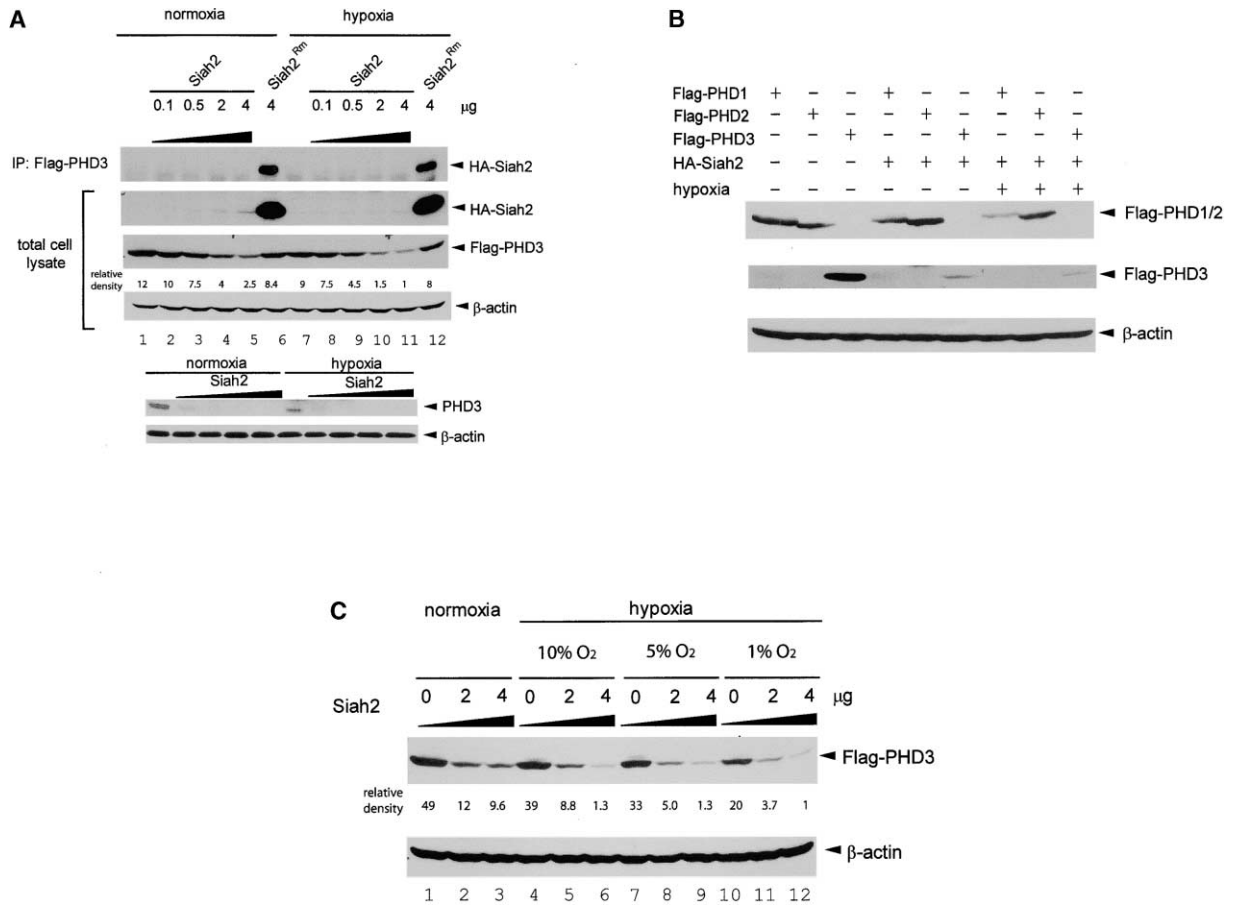 A
normoxia hypoxia
Siah2 Siah2 Rm Siah2 Siah2 Rm
0.1 0.5 2 4 4 0.1 0.5 2 4 4 μg
IP: Flag-PHD3 HA-Siah2
HA-Siah2
total cell lysate
Flag-PHD3
relative density 12 10 7.5 4 2.5 8.4 9 7.5 4.5 1.5 1 8
β-actin
1 2 3 4 5 6 7 8 9 10 11 12
normoxia hypoxia
Siah2 Siah2
PHD3
β-actin
B
Flag-PHD1 + − − + − − + − −
Flag-PHD2 − + − − + − − + −
Flag-PHD3 − − + − − + − − +
HA-Siah2 − − − + + + + + +
hypoxia − − − − − − + + +
Flag-PHD1/2
Flag-PHD3
β-actin
C
normoxia hypoxia
10% O2 5% O2 1% O2
Siah2 0 2 4 0 2 4 0 2 4 0 2 4 μg
Flag-PHD3
relative density 49 12 9.6 39 8.8 1.3 33 5.0 1.3 20 3.7 1
β-actin
1 2 3 4 5 6 7 8 9 10 11 12